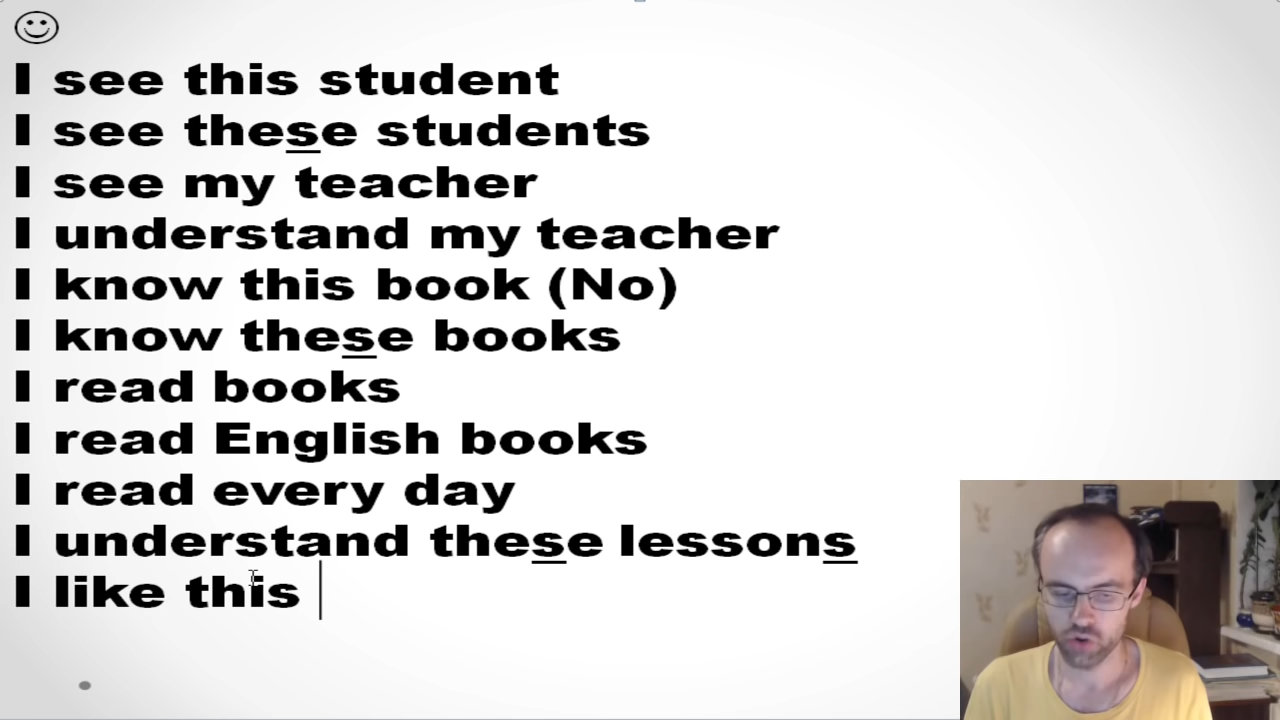 I see this student
I see these students
I see my teacher
I understand my teacher
I know this book (No)
I know these books
I read books
I read English books
I read every day
I understand these lessons
I like this